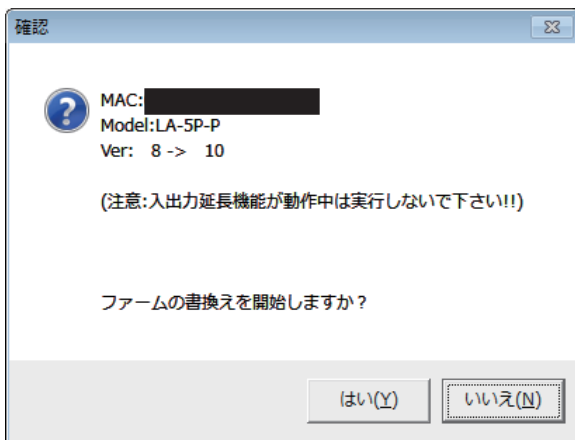 確認
MAC:
Model:LA-5P-P
Ver:   8 ->   10
(注意:入出力延長機能が動作中は実行しないで下さい!!)
ファームの書換えを開始しますか？
はい(Y)
いいえ(N)